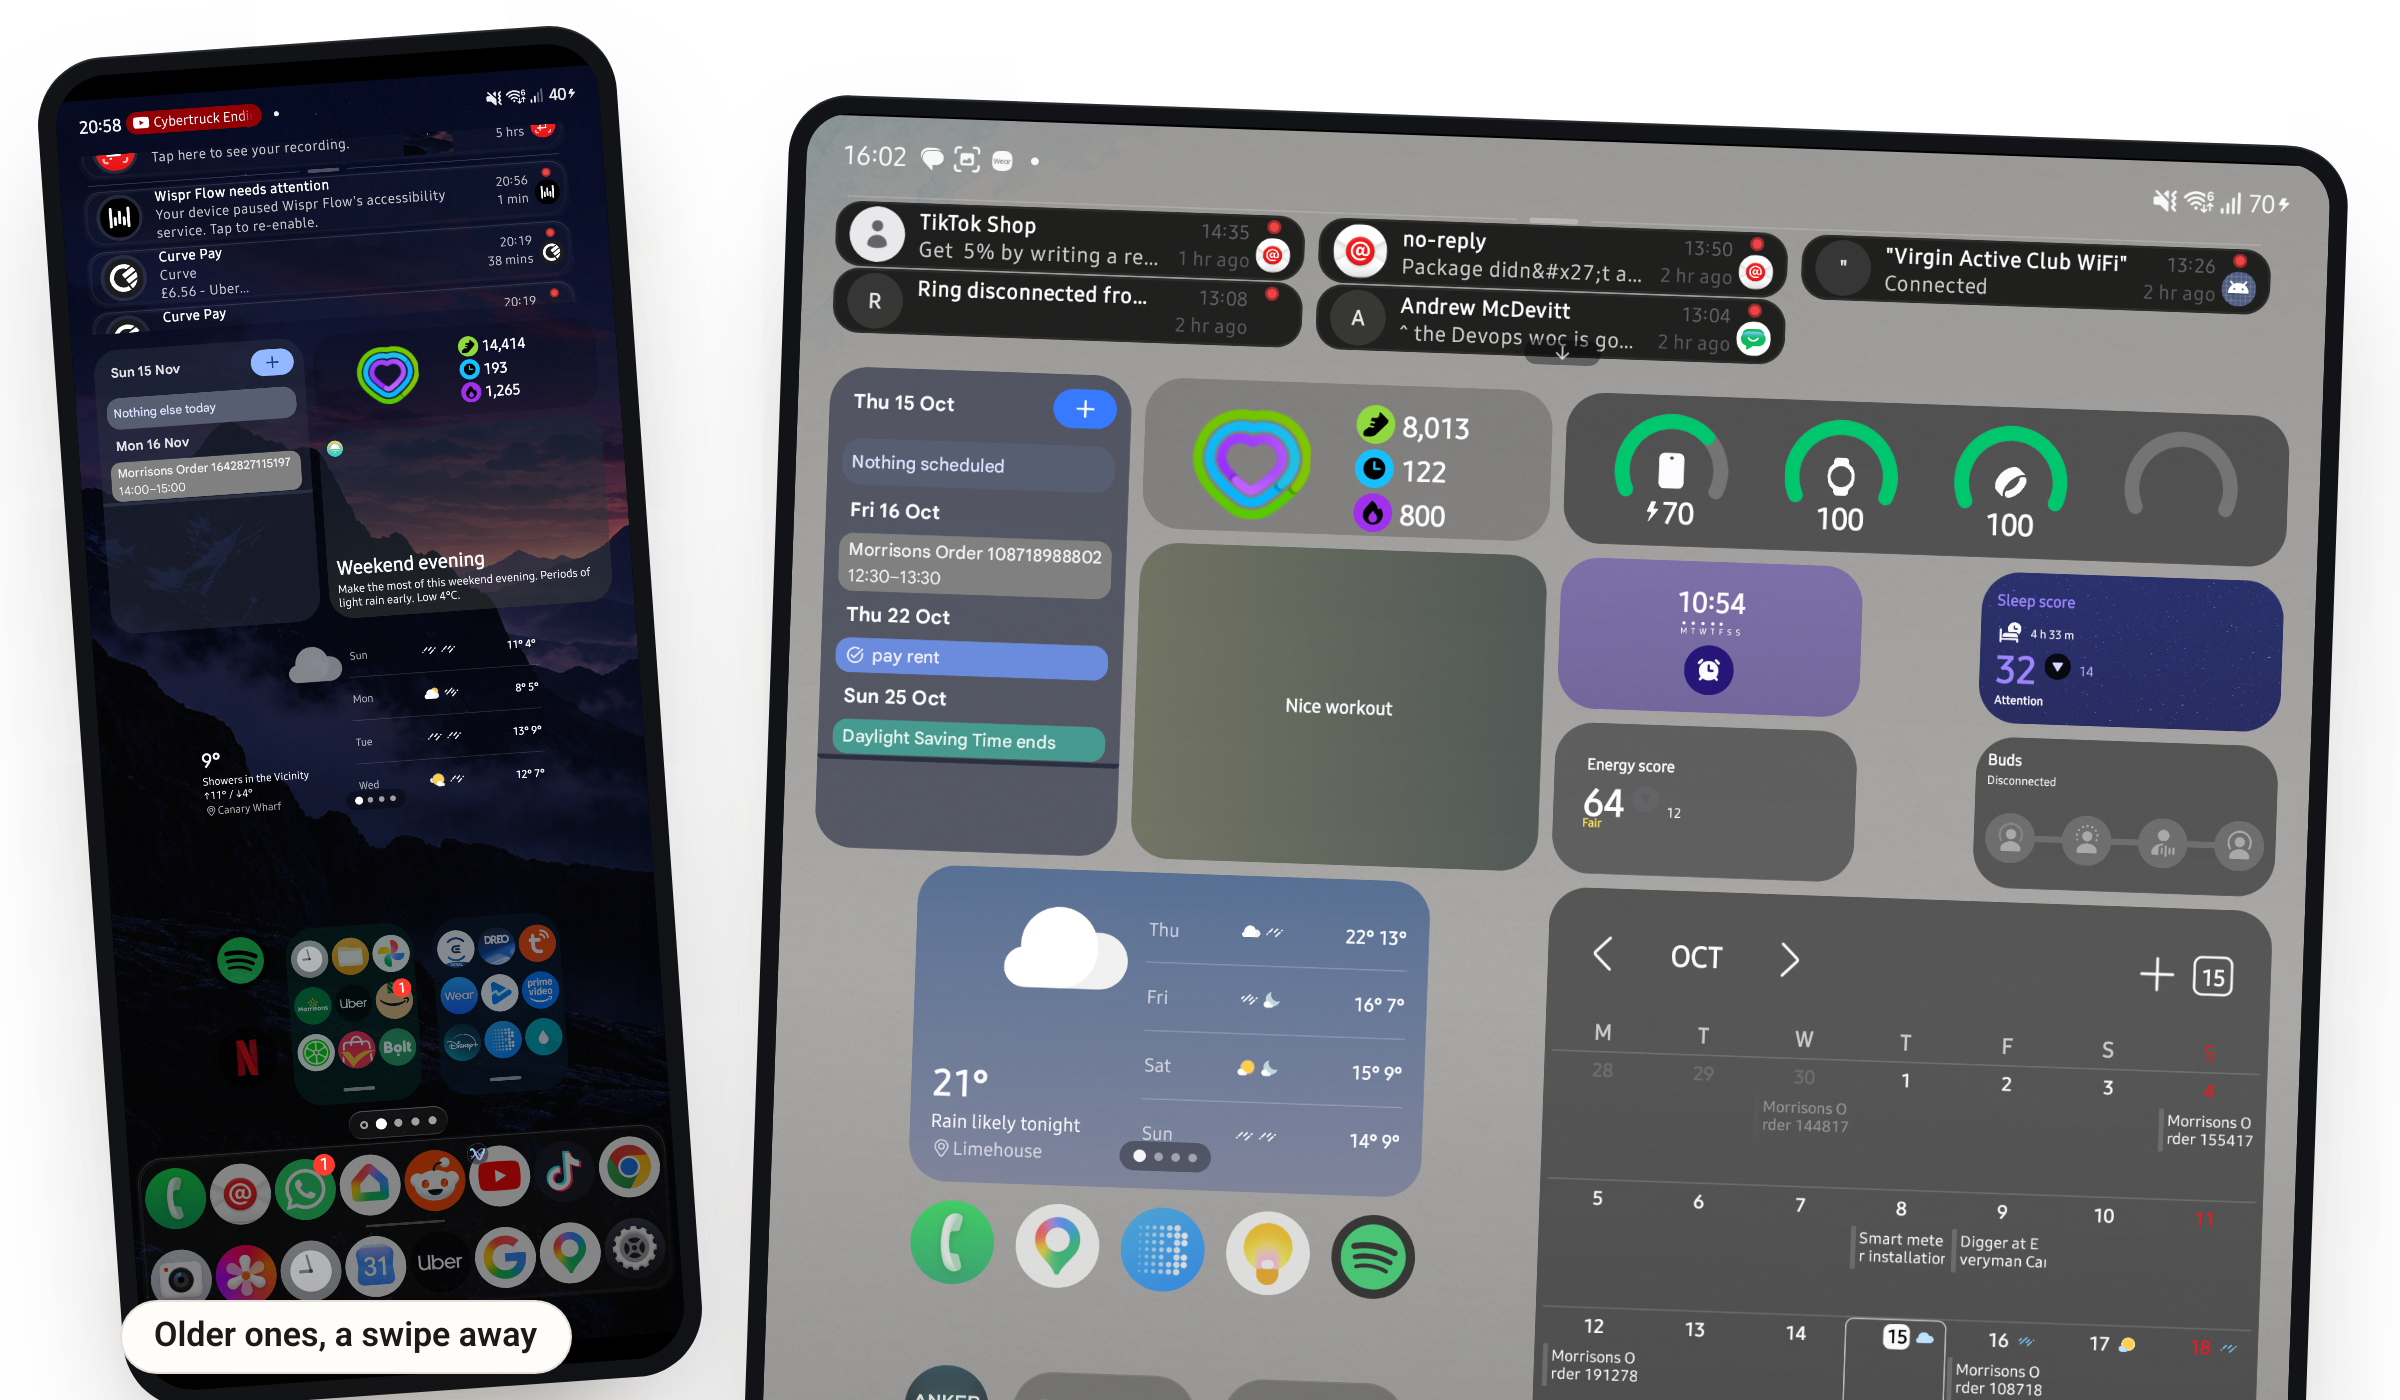 20:58
Cybertruck Endi
40
5 hrs
Tap here to see your recording.
Wispr Flow needs attention
20:56
Your device paused Wispr Flow's accessibility
1 min
service. Tap to re-enable.
Curve Pay
20:19
Curve
38 mins
£6.56 - Uber...
Curve Pay
20:19
Sun 15 Nov
+
Nothing else today
Mon 16 Nov
Morrisons Order 1642827115197
14:00–15:00
14,414
193
1,265
Weekend evening
Make the most of this weekend evening. Periods of
light rain early. Low 4°C.
Sun
11° 4°
Mon
8° 5°
Tue
13° 9°
Wed
12° 7°
9°
Showers in the Vicinity
↑11° / ↓4°
Canary Wharf
DREO
Morrisons
Uber
1
Wear
prime video
Bolt
Disney+
1
31
Uber
Older ones, a swipe away
16:02
Wear
70
TikTok Shop
14:35
Get  5% by writing a re...
1 hr ago
no-reply
13:50
Package didn&#x27;t a...
2 hr ago
"
"Virgin Active Club WiFi"
13:26
Connected
2 hr ago
R
Ring disconnected fro...
13:08
2 hr ago
A
Andrew McDevitt
13:04
^ the Devops woc is go...
2 hr ago
Thu 15 Oct
+
Nothing scheduled
Fri 16 Oct
Morrisons Order 108718988802
12:30–13:30
Thu 22 Oct
pay rent
Sun 25 Oct
Daylight Saving Time ends
8,013
122
800
70
100
100
Nice workout
10:54
M T W T F S S
Sleep score
4 h 33 m
32
14
Attention
Energy score
64
12
Fair
Buds
Disconnected
Thu
22° 13°
Fri
16° 7°
Sat
15° 9°
Sun
14° 9°
21°
Rain likely tonight
Limehouse
ANKER
OCT
15
M T W T F S S
28 29 30 1 2 3 4
Morrisons O
rder 144817
Morrisons O
rder 155417
5 6 7 8 9 10 11
Smart mete
r installation
Digger at E
veryman Car
12 13 14 15 16 17 18
Morrisons O
rder 191278
Morrisons O
rder 108718